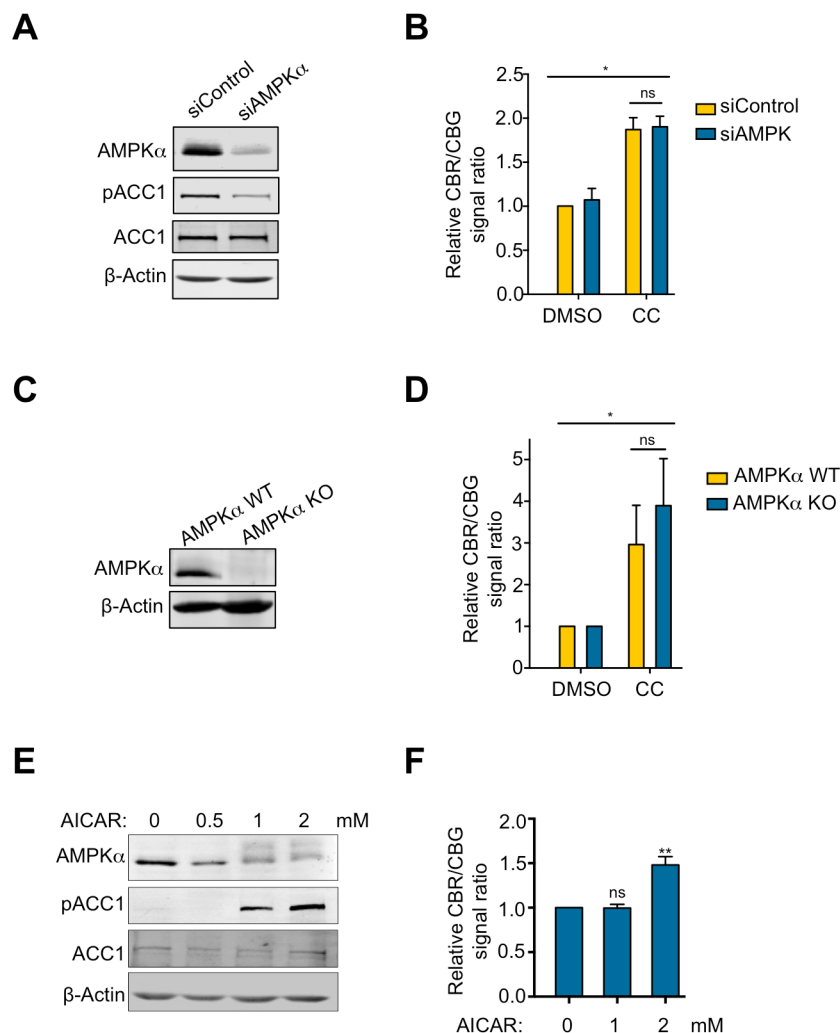 A
siControl
siAMPKα
AMPKα
pACC1
ACC1
β-Actin
B
Relative CBR/CBG
signal ratio
2.5
2.0
1.5
1.0
0.5
0.0
*
ns
DMSO
CC
siControl
siAMPK
C
AMPKα WT
AMPKα KO
AMPKα
β-Actin
D
Relative CBR/CBG
signal ratio
5
4
3
2
1
0
*
ns
DMSO
CC
AMPKα WT
AMPKα KO
E
AICAR: 0 0.5 1 2 mM
AMPKα
pACC1
ACC1
β-Actin
F
Relative CBR/CBG
signal ratio
2.0
1.5
1.0
0.5
0.0
ns
**
AICAR: 0 1 2 mM